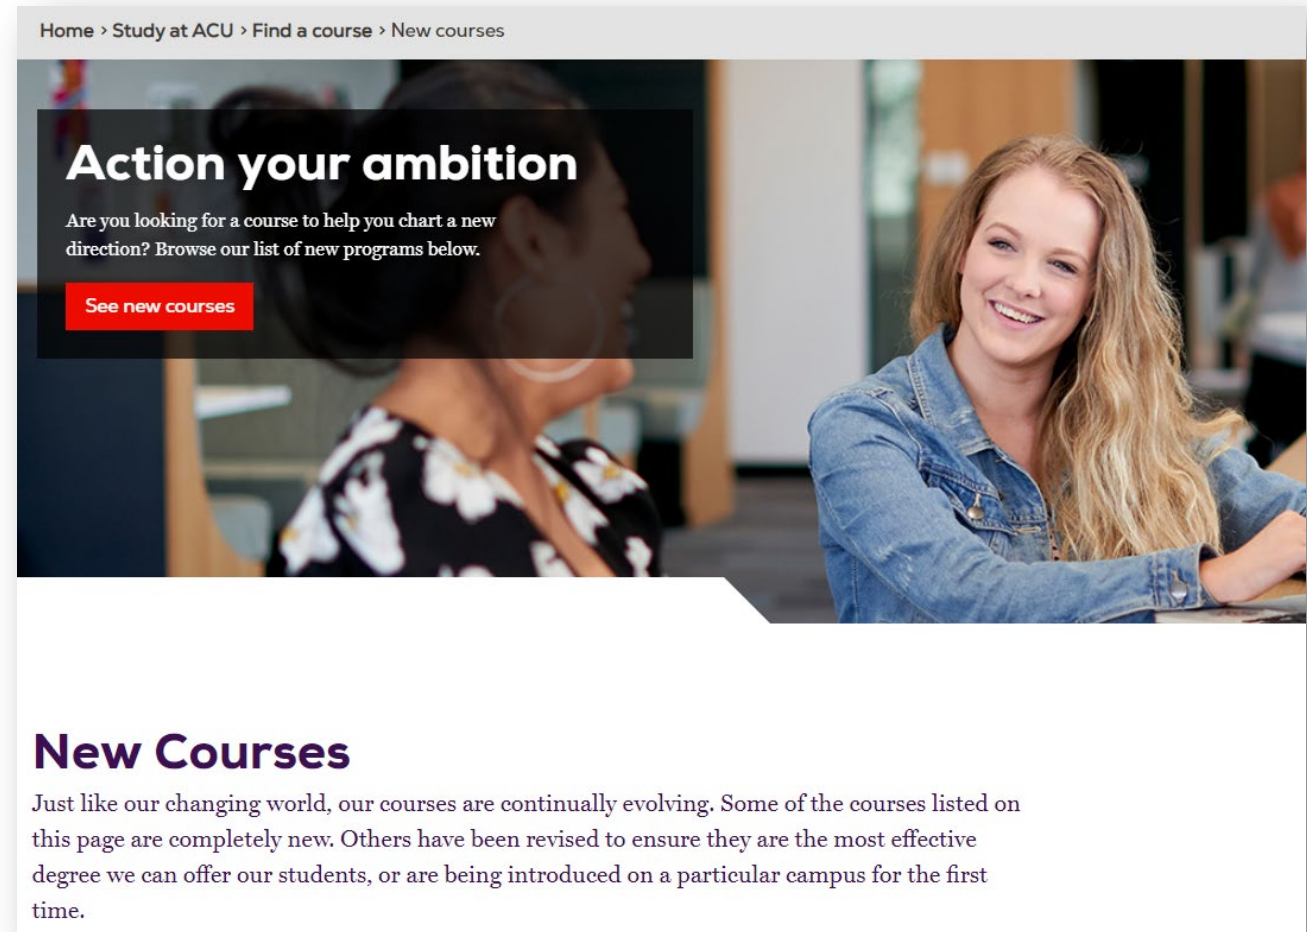 Home > Study at ACU > Find a course > New courses
Action your ambition
Are you looking for a course to help you chart a new
direction? Browse our list of new programs below.
See new courses
New Courses
Just like our changing world, our courses are continually evolving. Some of the courses listed on
this page are completely new. Others have been revised to ensure they are the most effective
degree we can offer our students, or are being introduced on a particular campus for the first
time.